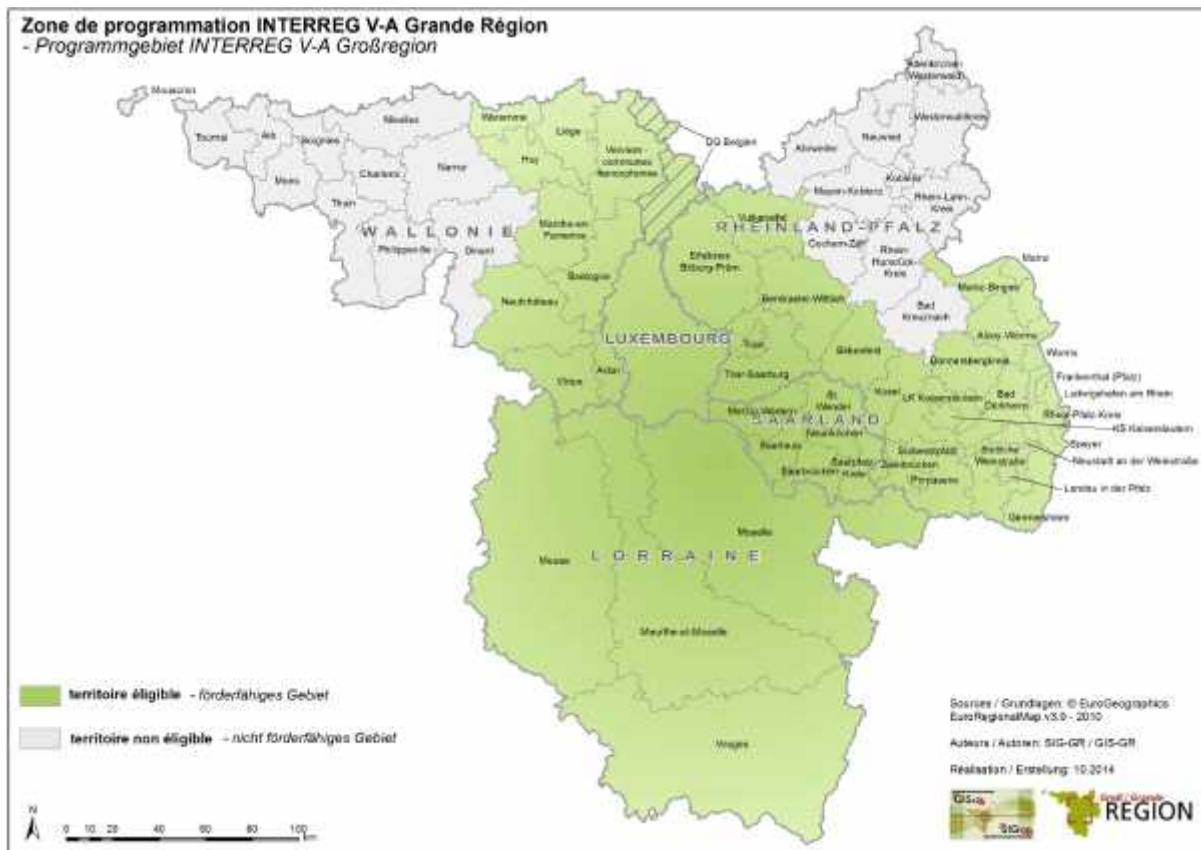 Zone de programmation INTERREG V-A Grande Région
- Programmgebiet INTERREG V-A Großregion
Mouscron
Tournai
Ath
Soignies
Nivelles
Mons
Charleroi
Namur
Thuin
Philippeville
Dinant
WALLONIE
Waremme
Liège
Huy
Verviers -
communes
francophones
DG Belgien
Marche-en-
Famenne
Bastogne
Neufchâteau
Virton
Arlon
LUXEMBOURG
Altenkirchen
(Westerwald)
Westerwaldkreis
Neuwied
Ahrweiler
Koblenz
Mayen-Koblenz
Rhein-Lahn-
Kreis
Vulkaneifel
RHEINLAND-PFALZ
Cochem-Zell
Rhein-
Hunsrück-
Kreis
Eifelkreis
Bitburg-Prüm
Bernkastel-Wittlich
Bad
Kreuznach
Mainz
Mainz-Bingen
Alzey-Worms
Worms
Trier
Trier-Saarburg
Birkenfeld
Donnersbergkreis
Frankenthal (Pfalz)
Ludwigshafen am Rhein
Kusel
LK Kaiserslautern
Bad
Dürkheim
Rhein-Pfalz-Kreis
KS Kaiserslautern
Merzig-Wadern
St.
Wendel
SAARLAND
Neunkirchen
Saarlouis
Saarbrücken
Saarpfalz-
Kreis
Südwestpfalz
Zweibrücken
Pirmasens
Südliche
Weinstraße
Speyer
Neustadt an der Weinstraße
Landau in der Pfalz
Germersheim
Moselle
Meuse
LORRAINE
Meurthe-et-Moselle
Vosges
territoire éligible - förderfähiges Gebiet
territoire non éligible - nicht förderfähiges Gebiet
N
0 10 20 40 60 80 100
km
Sources / Grundlagen: © EuroGeographics
EuroRegionalMap v3.0 - 2010
Auteurs / Autoren: SIG-GR / GIS-GR
Réalisation / Erstellung: 10.2014
GIS
SIG
Groß / Grande
REGION